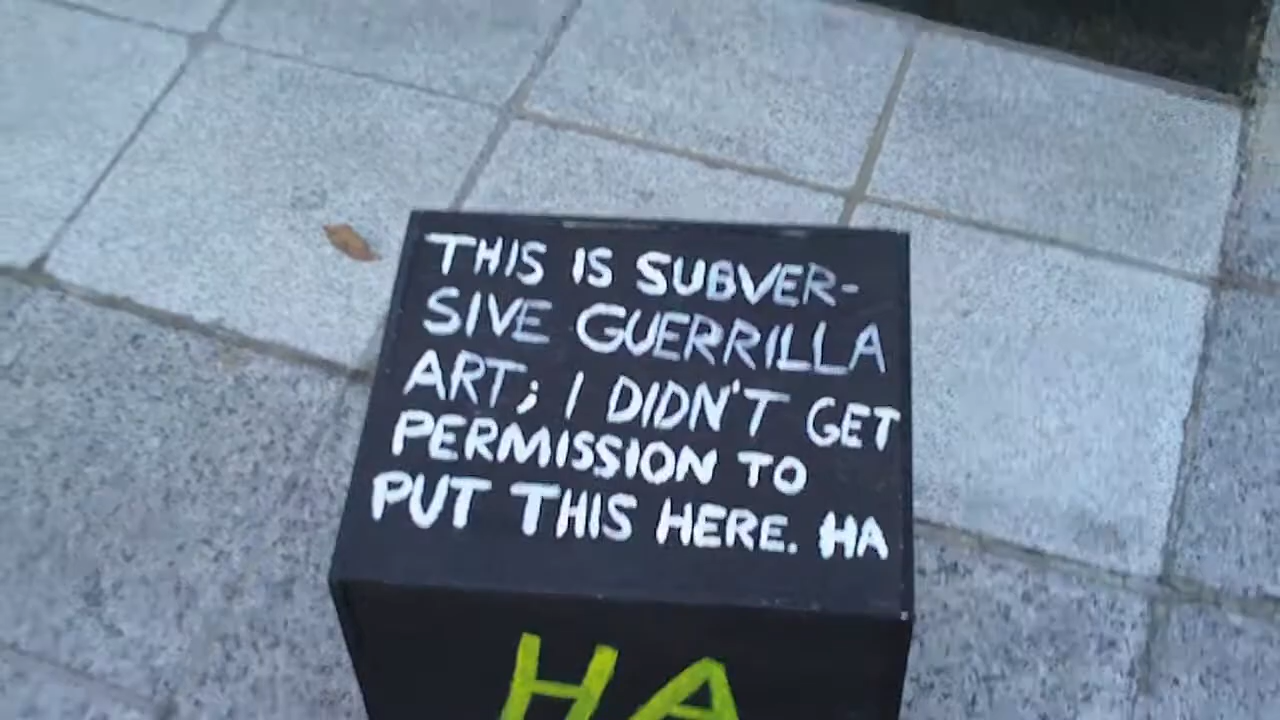 THIS IS SUBVER-
SIVE GUERRILLA
ART; I DIDN'T GET
PERMISSION TO
PUT THIS HERE. HA
HA